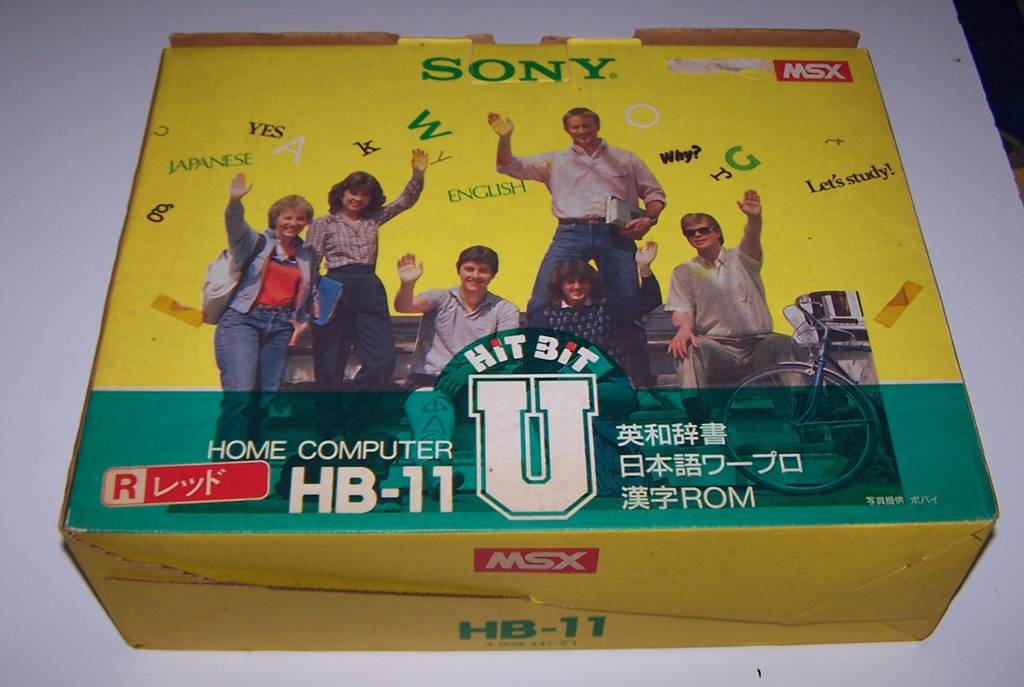 SONY
MSX
YES
A
k
W
O
Why?
G
JAPANESE
ENGLISH
Let's study!
g
HiT BiT
U
HOME COMPUTER
HB-11
R レッド
英和辞書
日本語ワープロ
漢字ROM
写真提供 ポパイ
MSX
HB-11